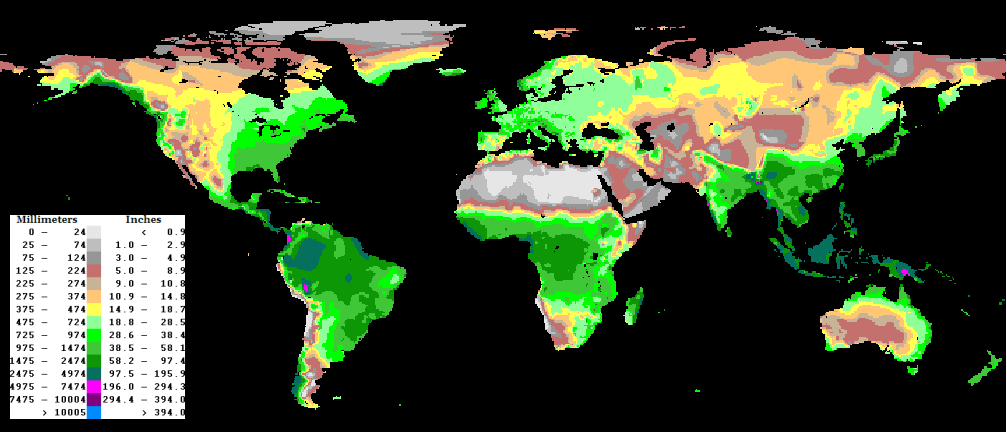 Millimeters Inches
0 – 24 < 0.9
25 – 74 1.0 – 2.9
75 – 124 3.0 – 4.9
125 – 224 5.0 – 8.9
225 – 274 9.0 – 10.8
275 – 374 10.9 – 14.8
375 – 474 14.9 – 18.7
475 – 724 18.8 – 28.5
725 – 974 28.6 – 38.4
975 – 1474 38.5 – 58.1
1475 – 2474 58.2 – 97.4
2475 – 4974 97.5 – 195.9
4975 – 7474 196.0 – 294.3
7475 – 10004 294.4 – 394.0
> 10005 > 394.0